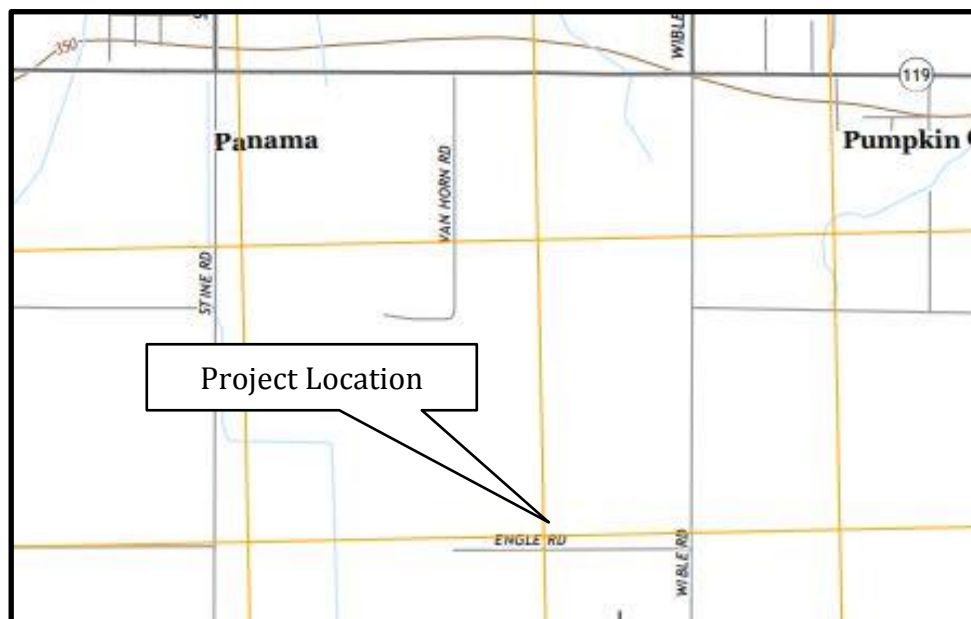 350
WIBLE
119
Panama
Pumpkin
VAN HORN RD
STINE RD
Project Location
ENGLE RD
WIBLE RD